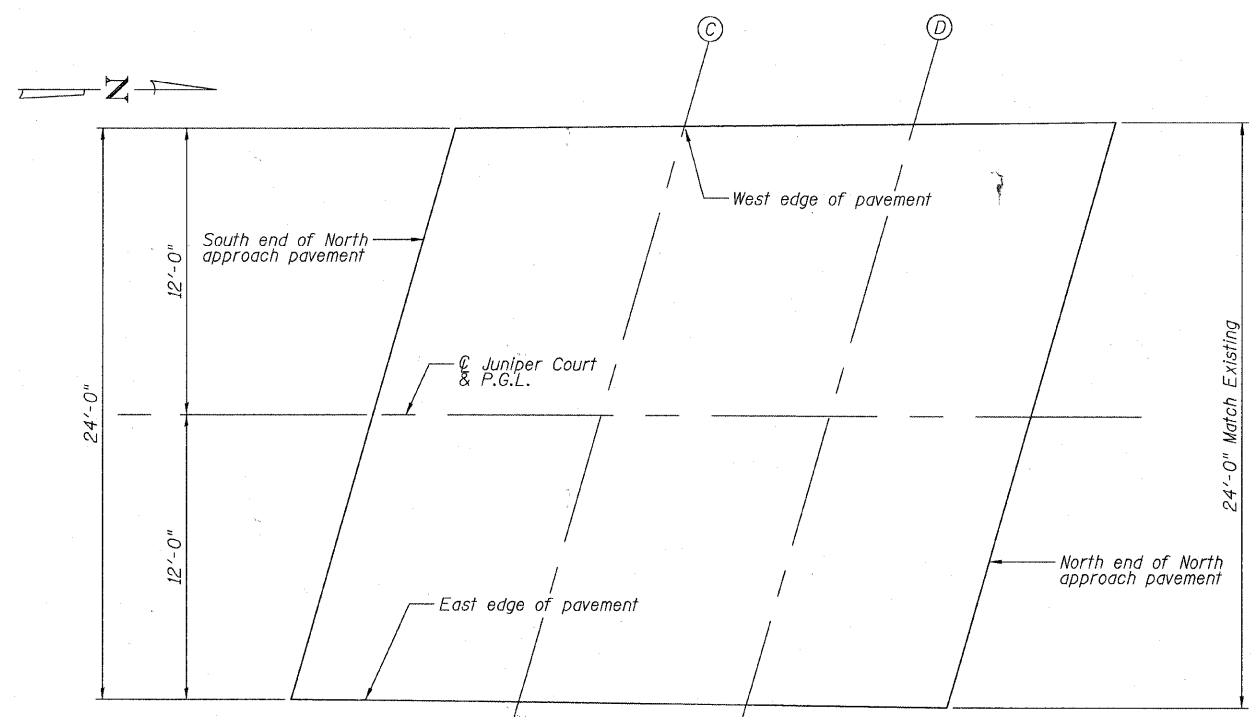 C
D
N
West edge of pavement
South end of North
approach pavement
12'-0"
℄ Juniper Court
& P.G.L.
24'-0"
24'-0" Match Existing
12'-0"
North end of North
approach pavement
East edge of pavement